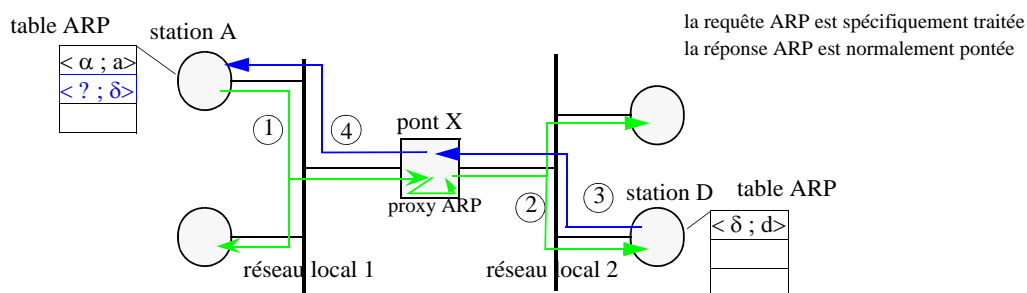 la requête ARP est spécifiquement traitée
la réponse ARP est normalement pontée
table ARP
station A
< α ; a>
< ? ; δ>
1
4
pont X
proxy ARP
2
3
station D
table ARP
< δ ; d>
réseau local 1
réseau local 2